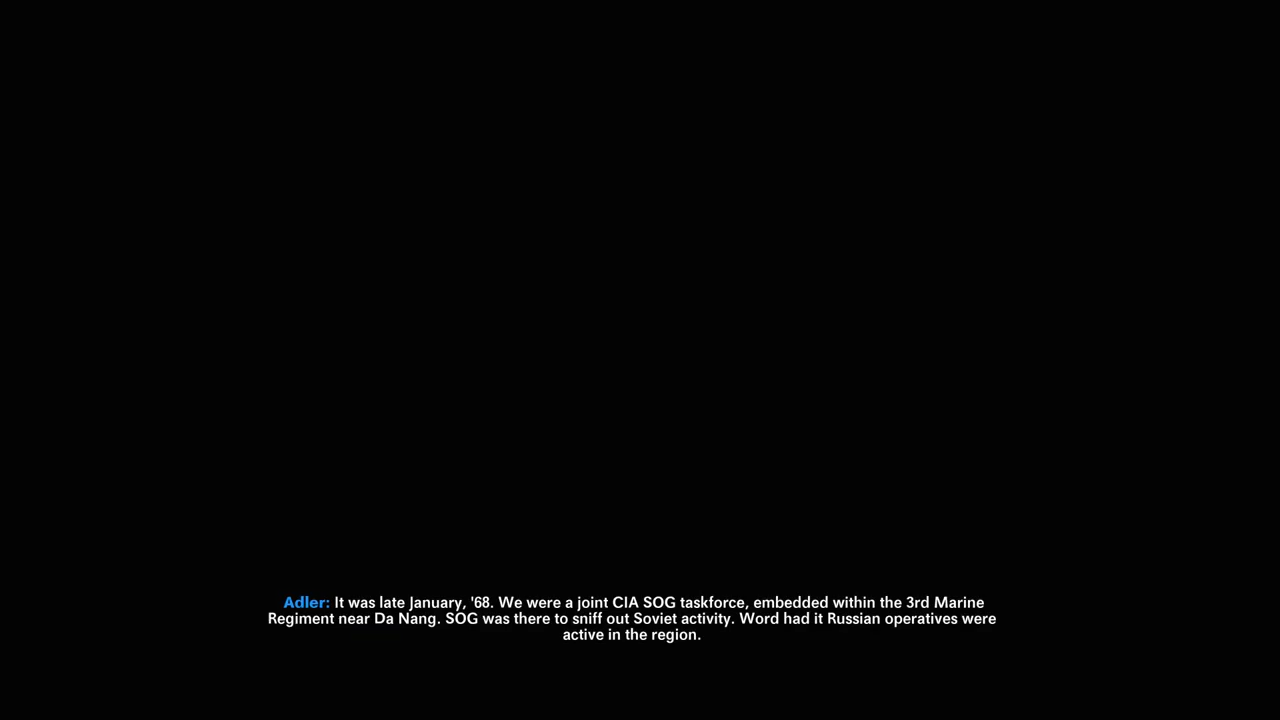 Adler: It was late January, '68. We were a joint CIA SOG taskforce, embedded within the 3rd Marine
Regiment near Da Nang. SOG was there to sniff out Soviet activity. Word had it Russian operatives were
active in the region.